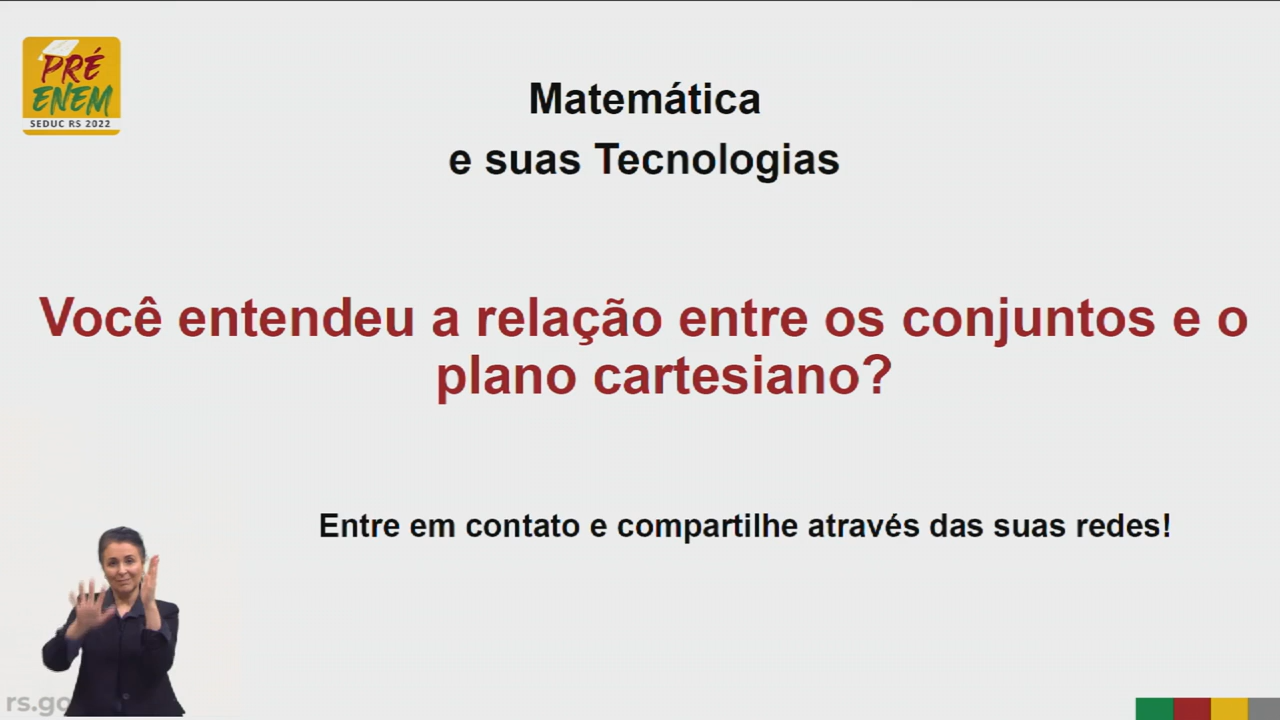 PRÉ
ENEM
SEDUC RS 2022
Matemática
e suas Tecnologias
Você entendeu a relação entre os conjuntos e o
plano cartesiano?
Entre em contato e compartilhe através das suas redes!
rs.go